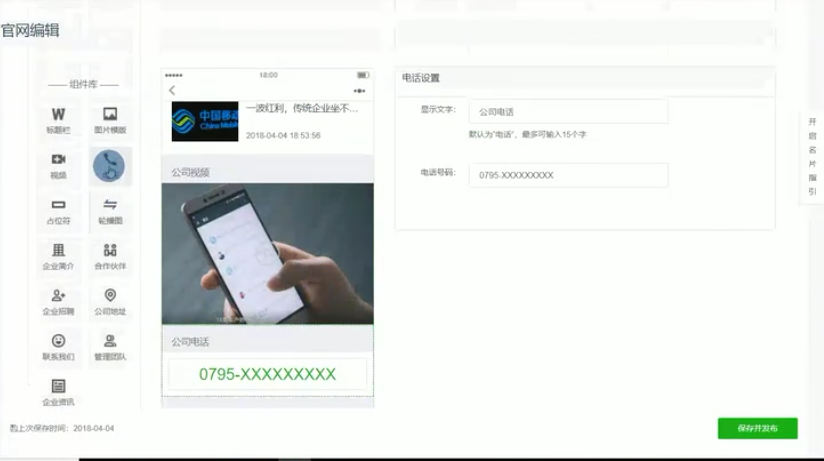 官网编辑
组件库
标题栏
图片模板
视频
占位符
轮播图
企业简介
合作伙伴
企业招聘
公司地址
联系我们
管理团队
企业资讯
上次保存时间：2018-04-04
18:00
中国移动
China Mobile
一波红利，传统企业坐不...
2018-04-04 18:53:56
公司视频
公司电话
0795-XXXXXXXXX
电话设置
显示文字：
公司电话
默认为"电话"，最多可输入15个字
电话号码：
0795-XXXXXXXXX
开启名片指引
保存并发布